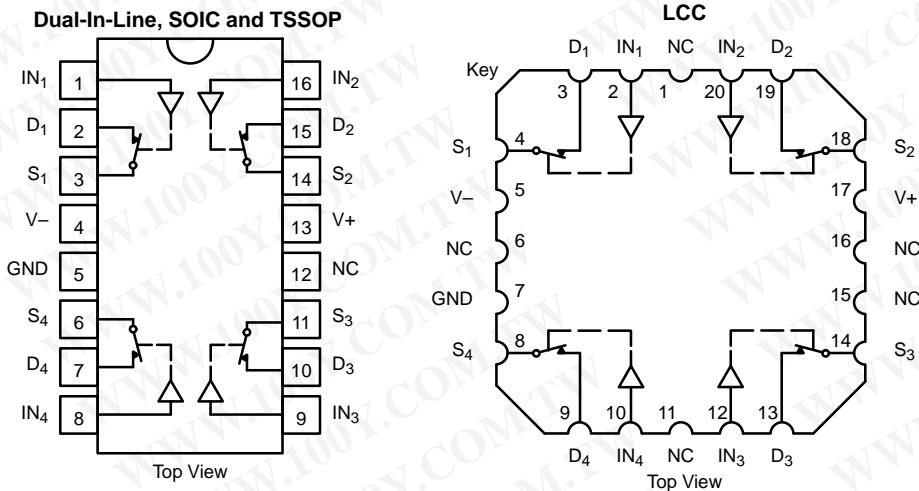 Dual-In-Line, SOIC and TSSOP
IN1 1 16 IN2
D1 2 15 D2
S1 3 14 S2
V– 4 13 V+
GND 5 12 NC
S4 6 11 S3
D4 7 10 D3
IN4 8 9 IN3
Top View
LCC
D1 IN1 NC IN2 D2
Key
3 2 1 20 19
S1 4 18 S2
V– 5 17 V+
NC 6 16 NC
GND 7 15 NC
S4 8 14 S3
9 10 11 12 13
D4 IN4 NC IN3 D3
Top View
WWW.100Y.COM.TW